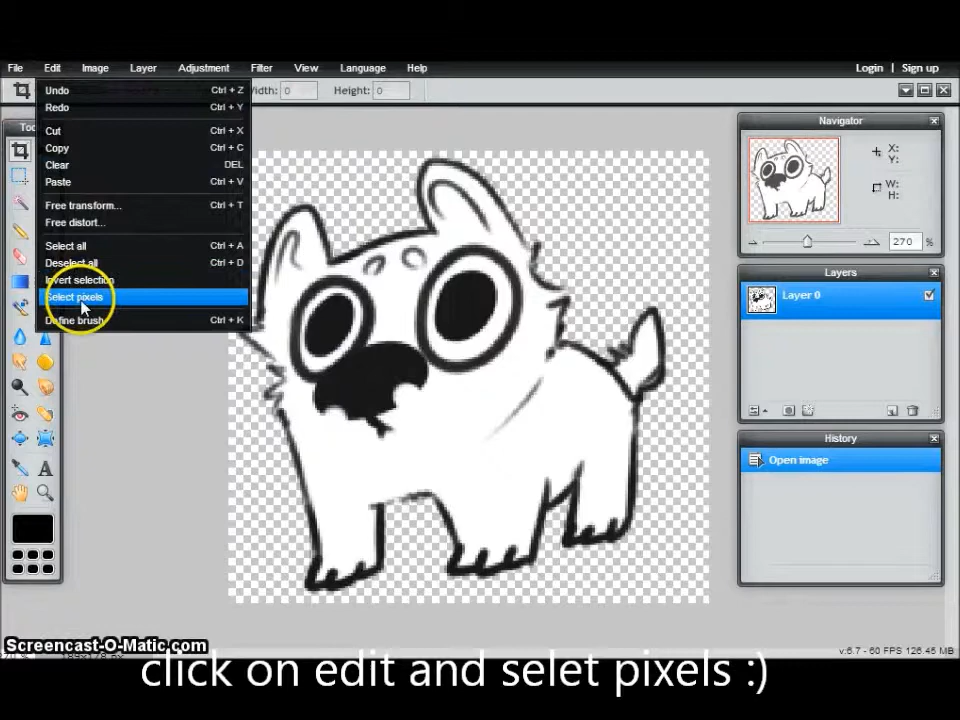 File Edit Image Layer Adjustment Filter View Language Help Login | Sign up
Width: 0 Height: 0
Undo Ctrl + Z
Redo Ctrl + Y
Cut Ctrl + X
Copy Ctrl + C
Clear DEL
Paste Ctrl + V
Free transform... Ctrl + T
Free distort...
Select all Ctrl + A
Deselect all Ctrl + D
Invert selection
Select pixels
Define brush Ctrl + K
Navigator
X:
Y:
W:
H:
270 %
Layers
Layer 0
History
Open image
Screencast-O-Matic.com
v:6.7 - 60 FPS 126.45 MB
click on edit and selet pixels :)